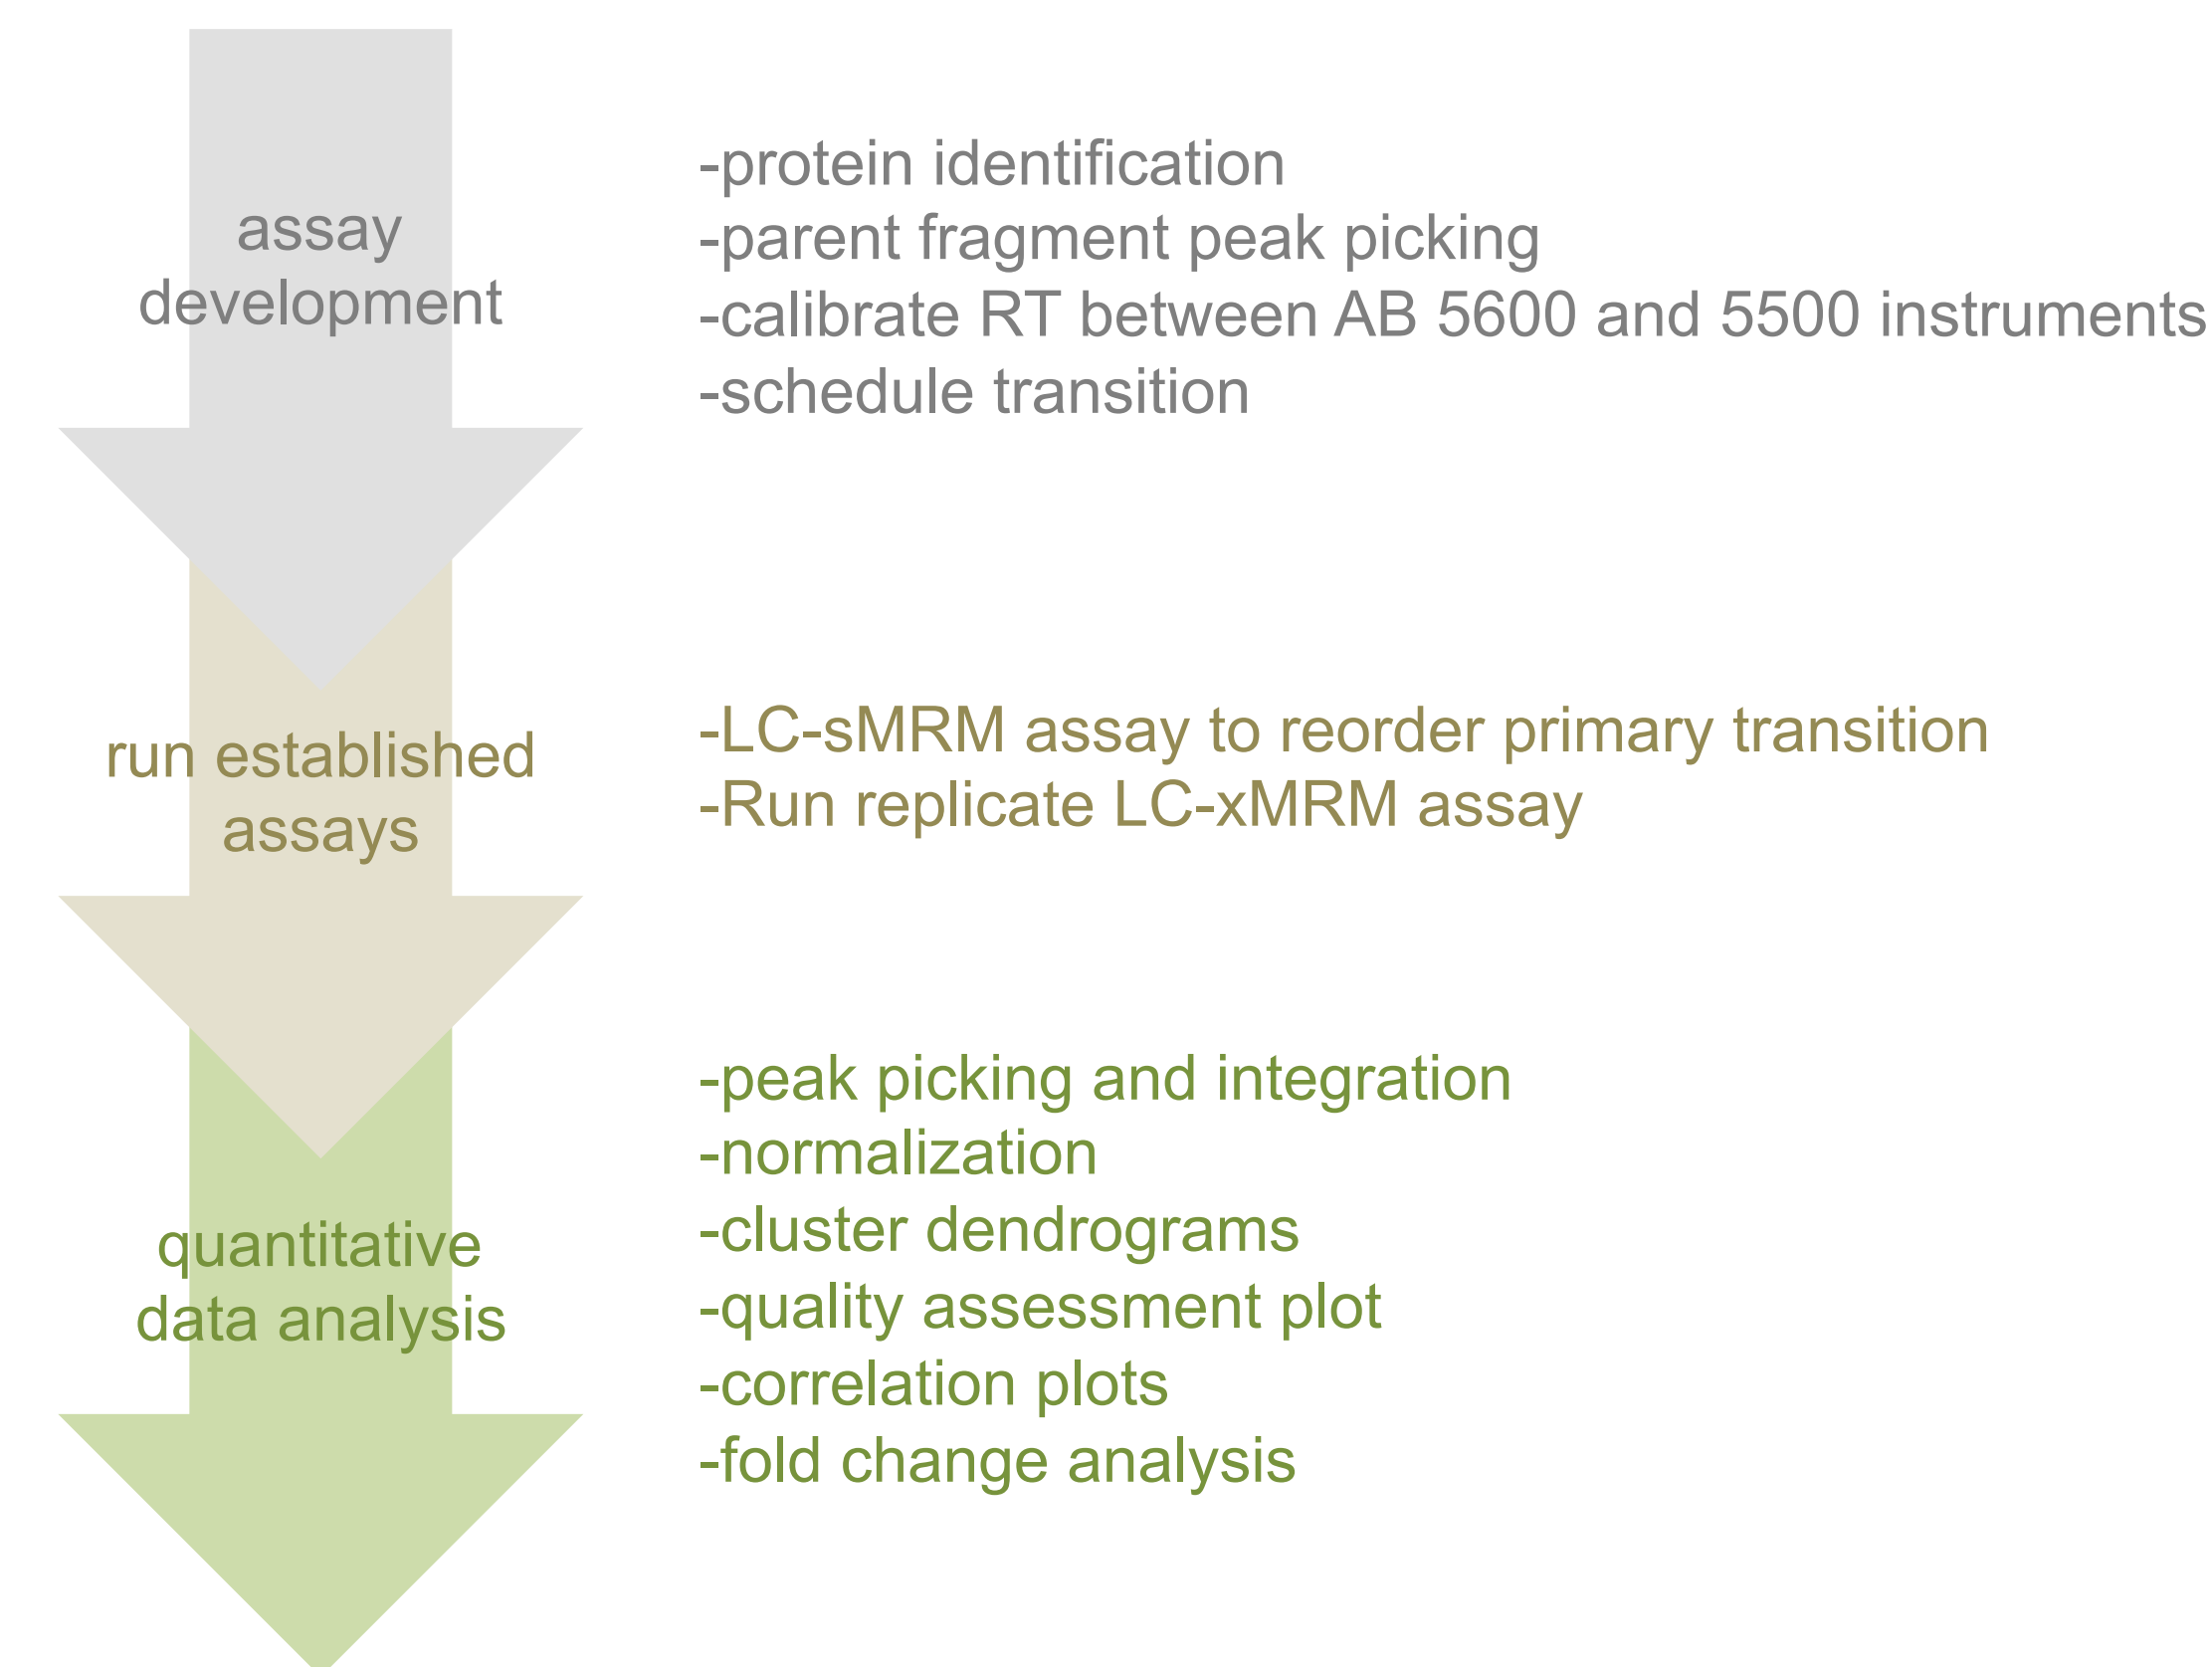 assay
development
-protein identification
-parent fragment peak picking
-calibrate RT between AB 5600 and 5500 instruments
-schedule transition
run established
assays
-LC-sMRM assay to reorder primary transition
-Run replicate LC-xMRM assay
quantitative
data analysis
-peak picking and integration
-normalization
-cluster dendrograms
-quality assessment plot
-correlation plots
-fold change analysis